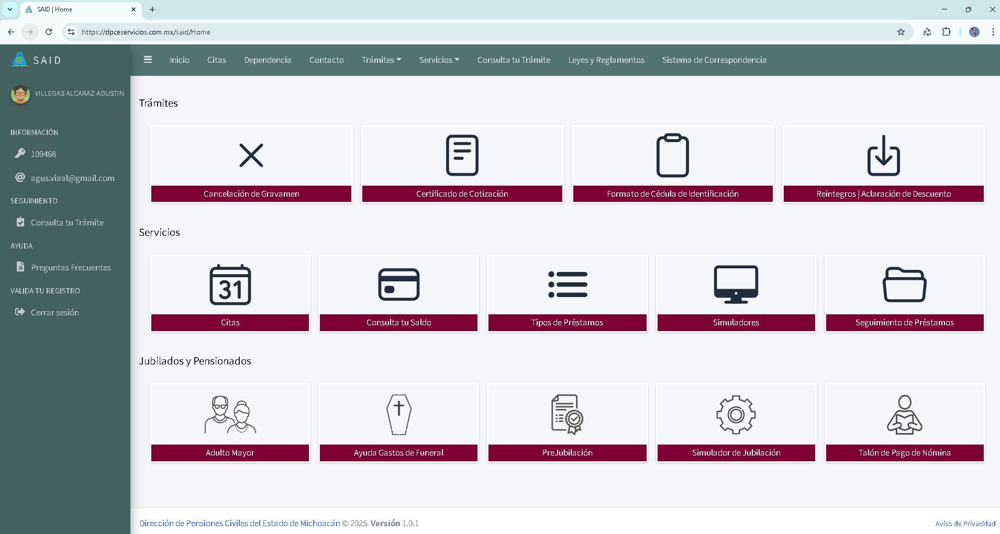 SAID | Home
https://dpceservicios.com.mx/said/Home
SAID
Inicio Citas Dependencia Contacto Trámites Servicios Consulta tu Trámite Leyes y Reglamentos Sistema de Correspondencia
VILLEGAS ALCARAZ AGUSTIN
INFORMACIÓN
109468
agus.viaal@gmail.com
SEGUIMIENTO
Consulta tu Trámite
AYUDA
Preguntas Frecuentes
VALIDA TU REGISTRO
Cerrar sesión
Trámites
Cancelación de Gravamen
Certificado de Cotización
Formato de Cédula de Identificación
Reintegros | Aclaración de Descuento
Servicios
31
Citas
Consulta tu Saldo
Tipos de Préstamos
Simuladores
Seguimiento de Préstamos
Jubilados y Pensionados
Adulto Mayor
Ayuda Gastos de Funeral
PreJubilación
Simulador de Jubilación
Talón de Pago de Nómina
Dirección de Pensiones Civiles del Estado de Michoacán © 2025. Versión 1.0.1
Aviso de Privacidad